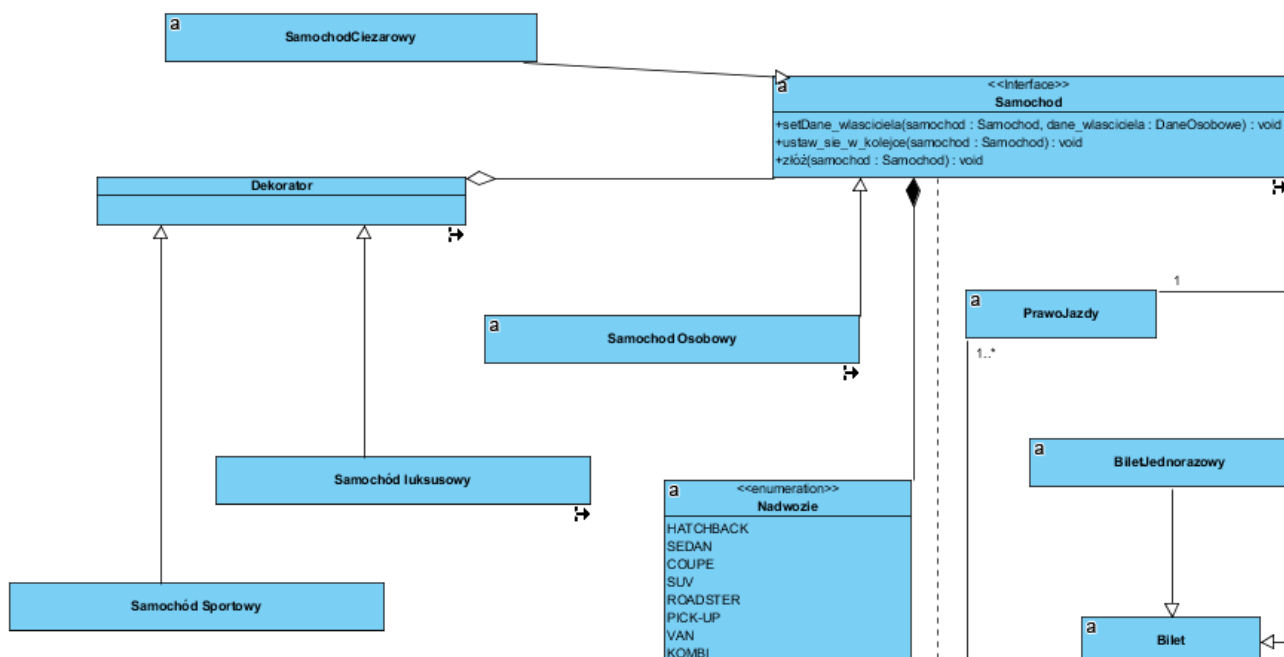 a
SamochodCiezarowy
a
<<Interface>>
Samochod
+setDane_wlasciciela(samochod : Samochod, dane_wlasciciela : DaneOsobowe) : void
+ustaw_sie_w_kolejce(samochod : Samochod) : void
+złóż(samochod : Samochod) : void
Dekorator
a
Samochod Osobowy
a
PrawoJazdy
1
1..*
Samochód luksusowy
a
BiletJednorazowy
a
<<enumeration>>
Nadwozie
HATCHBACK
SEDAN
COUPE
SUV
ROADSTER
PICK-UP
VAN
KOMBI
Samochód Sportowy
a
Bilet